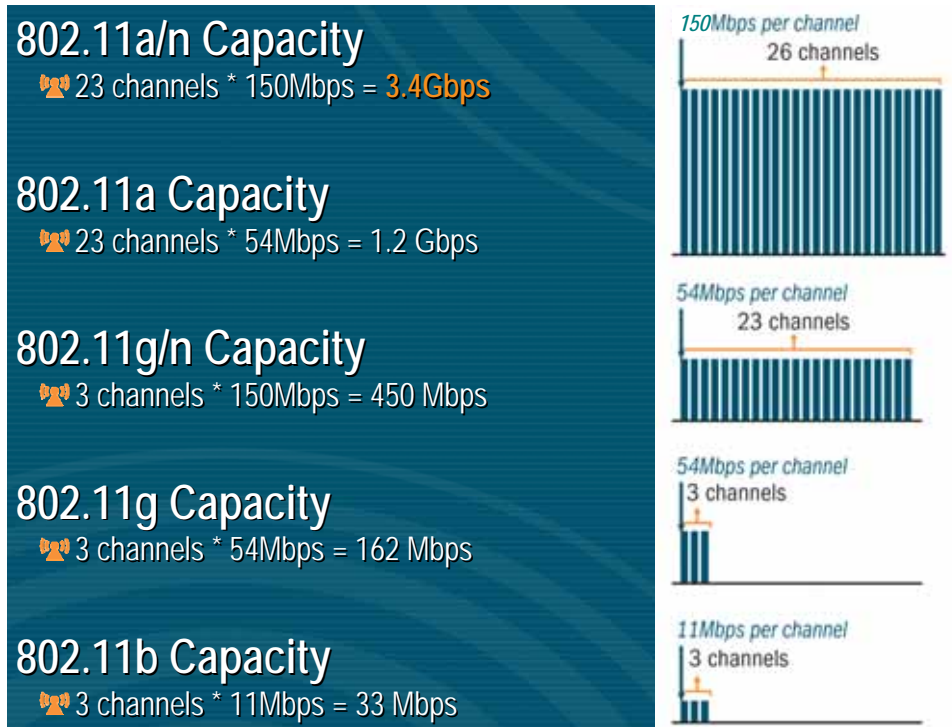 802.11a/n Capacity
23 channels * 150Mbps = 3.4Gbps
802.11a Capacity
23 channels * 54Mbps = 1.2 Gbps
802.11g/n Capacity
3 channels * 150Mbps = 450 Mbps
802.11g Capacity
3 channels * 54Mbps = 162 Mbps
802.11b Capacity
3 channels * 11Mbps = 33 Mbps
150Mbps per channel
26 channels
54Mbps per channel
23 channels
54Mbps per channel
3 channels
11Mbps per channel
3 channels